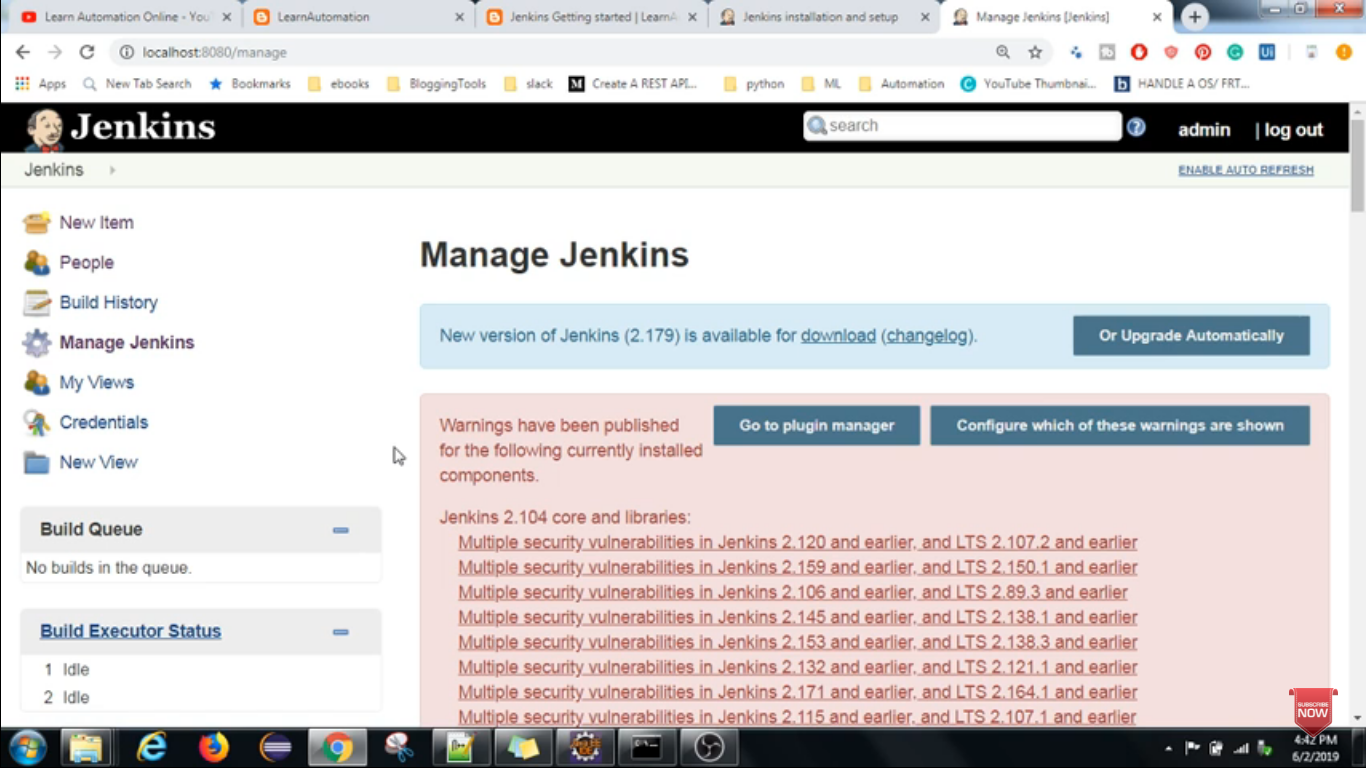 Learn Automation Online - You
LearnAutomation
Jenkins Getting started | LearnA
Jenkins installation and setup
Manage Jenkins [Jenkins]
localhost:8080/manage
Apps
New Tab Search
Bookmarks
ebooks
BloggingTools
slack
Create A REST API...
python
ML
Automation
YouTube Thumbnai...
HANDLE A OS/ FRT...
Jenkins
search
admin
| log out
Jenkins
ENABLE AUTO REFRESH
New Item
People
Build History
Manage Jenkins
My Views
Credentials
New View
Build Queue
No builds in the queue.
Build Executor Status
1 Idle
2 Idle
Manage Jenkins
New version of Jenkins (2.179) is available for download (changelog).
Or Upgrade Automatically
Warnings have been published
for the following currently installed
components.
Go to plugin manager
Configure which of these warnings are shown
Jenkins 2.104 core and libraries:
Multiple security vulnerabilities in Jenkins 2.120 and earlier, and LTS 2.107.2 and earlier
Multiple security vulnerabilities in Jenkins 2.159 and earlier, and LTS 2.150.1 and earlier
Multiple security vulnerabilities in Jenkins 2.106 and earlier, and LTS 2.89.3 and earlier
Multiple security vulnerabilities in Jenkins 2.145 and earlier, and LTS 2.138.1 and earlier
Multiple security vulnerabilities in Jenkins 2.153 and earlier, and LTS 2.138.3 and earlier
Multiple security vulnerabilities in Jenkins 2.132 and earlier, and LTS 2.121.1 and earlier
Multiple security vulnerabilities in Jenkins 2.171 and earlier, and LTS 2.164.1 and earlier
Multiple security vulnerabilities in Jenkins 2.115 and earlier, and LTS 2.107.1 and earlier
SUBSCRIBE
NOW
4:42 PM
6/2/2019